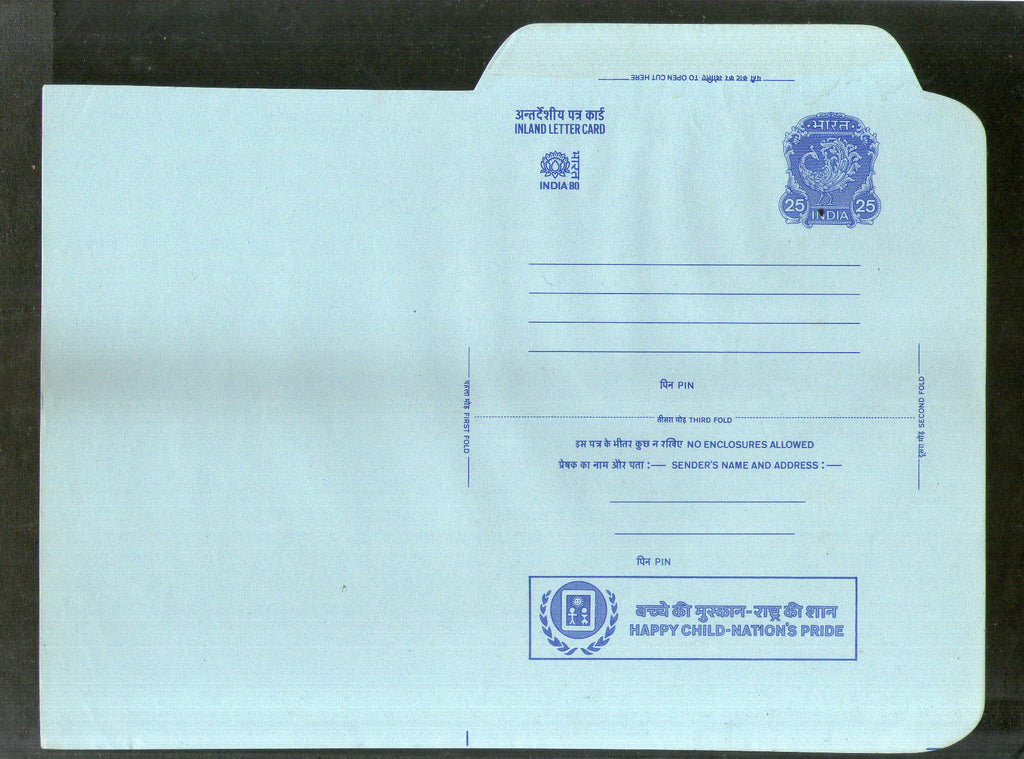 यहाँ काट कर खोलिए TO OPEN CUT HERE
अन्तर्देशीय पत्र कार्ड
INLAND LETTER CARD
भारत
INDIA 80
भारत
25 25
INDIA
पिन PIN
पहला मोड़ FIRST FOLD
दूसरा मोड़ SECOND FOLD
तीसरा मोड़ THIRD FOLD
इस पत्र के भीतर कुछ न रखिए NO ENCLOSURES ALLOWED
प्रेषक का नाम और पता :— SENDER'S NAME AND ADDRESS :—
पिन PIN
बच्चे की मुस्कान-राष्ट्र की शान
HAPPY CHILD-NATION'S PRIDE